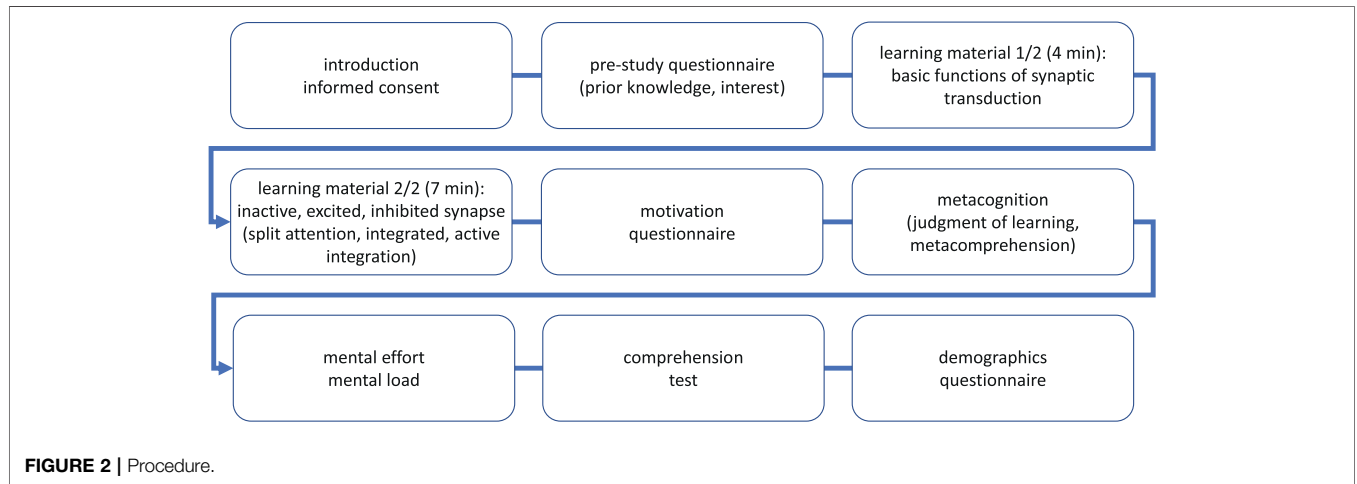 introduction
informed consent
pre-study questionnaire
(prior knowledge, interest)
learning material 1/2 (4 min):
basic functions of synaptic
transduction
learning material 2/2 (7 min):
inactive, excited, inhibited synapse
(split attention, integrated, active
integration)
motivation
questionnaire
metacognition
(judgment of learning,
metacomprehension)
mental effort
mental load
comprehension
test
demographics
questionnaire
FIGURE 2 | Procedure.